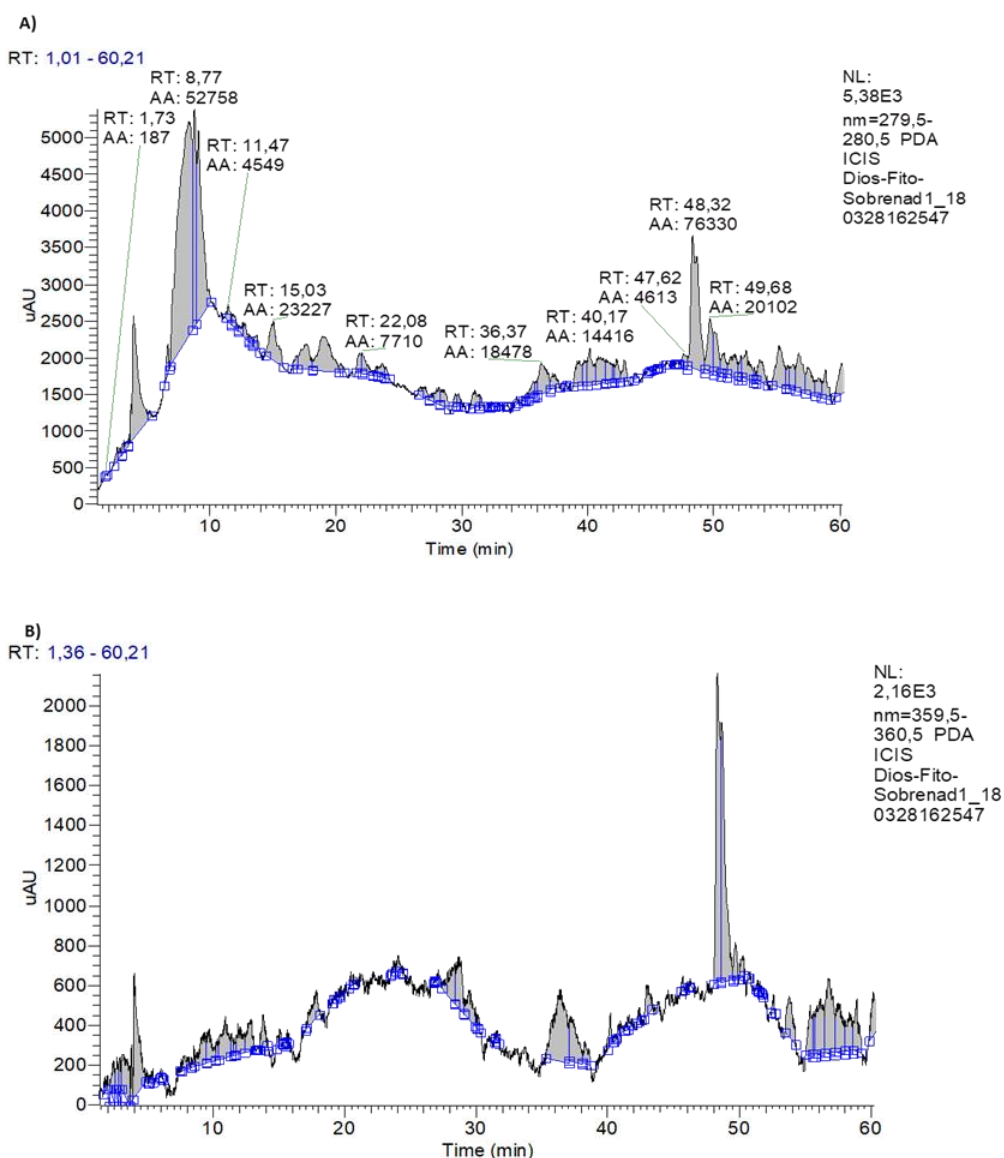 A)
RT: 1,01 - 60,21
RT: 8,77
AA: 52758
RT: 1,73
AA: 187
RT: 11,47
AA: 4549
RT: 15,03
AA: 23227
RT: 22,08
AA: 7710
RT: 36,37
AA: 18478
RT: 40,17
AA: 14416
RT: 47,62
AA: 4613
RT: 48,32
AA: 76330
RT: 49,68
AA: 20102
NL:
5,38E3
nm=279,5-
280,5 PDA
ICIS
Dios-Fito-
Sobrenad1_18
0328162547
5000
4500
4000
3500
3000
2500
2000
1500
1000
500
0
uAU
10 20 30 40 50 60
Time (min)
B)
RT: 1,36 - 60,21
NL:
2,16E3
nm=359,5-
360,5 PDA
ICIS
Dios-Fito-
Sobrenad1_18
0328162547
2000
1800
1600
1400
1200
1000
800
600
400
200
0
uAU
10 20 30 40 50 60
Time (min)